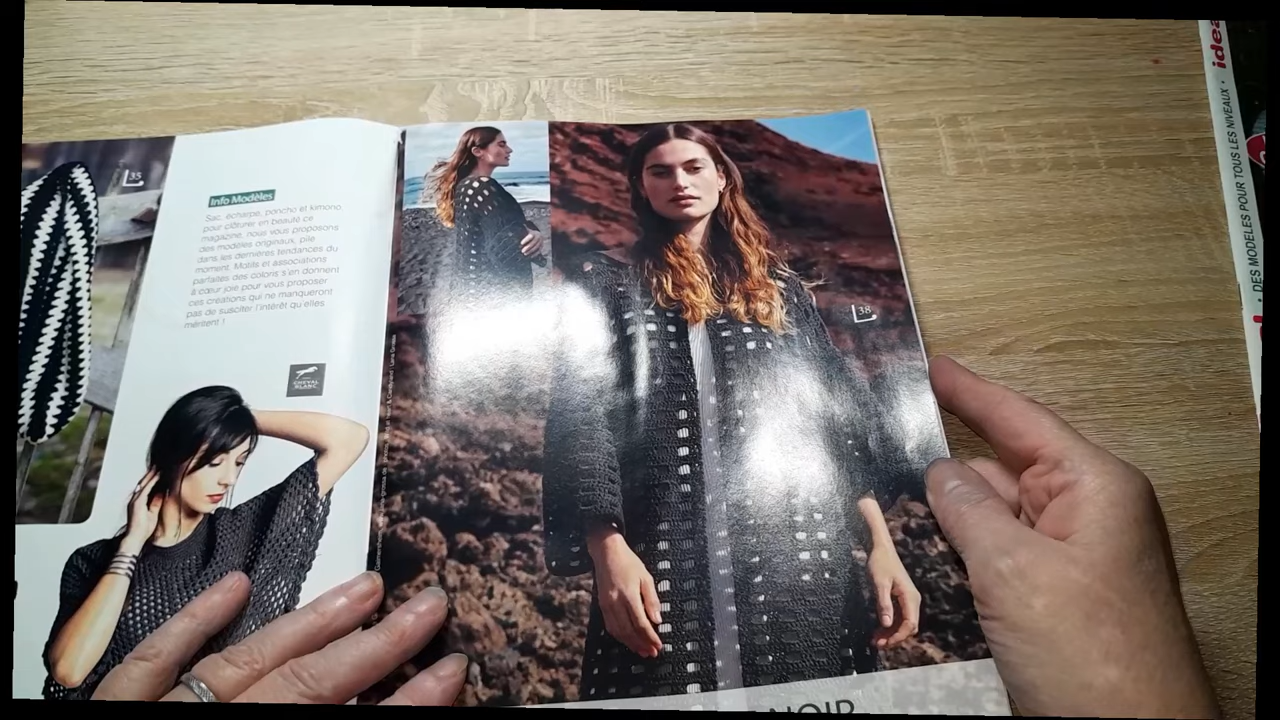 35
Info Modèles
Sac, écharpe, poncho et kimono,
pour clôturer en beauté ce
magazine, nous vous proposons
des modèles originaux, pile
dans les dernières tendances du
moment. Motifs et associations
parfaites des coloris s'en donnent
à cœur joie pour vous proposer
ces créations qui ne manqueront
pas de susciter l'intérêt qu'elles
méritent !
CHEVAL
BLANC
38
NOIR
idea
• DES MODELES POUR TOUS LES NIVEAUX •